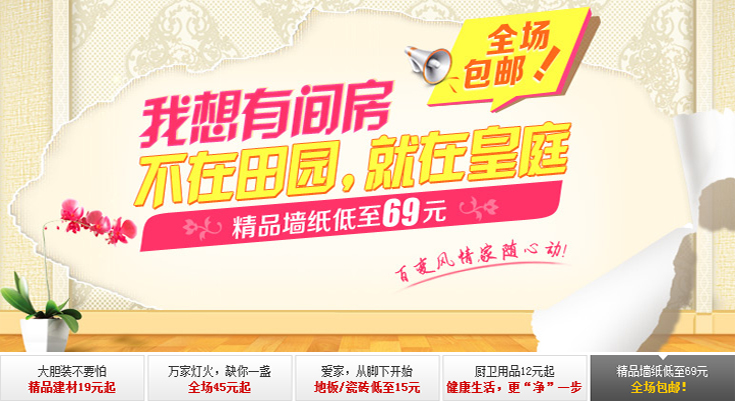 全场
包邮！
我想有间房
不在田园，就在皇庭
精品墙纸低至69元
百变风情家随心动！
大胆装不要怕
精品建材19元起
万家灯火，缺你一盏
全场45元起
爱家，从脚下开始
地板/瓷砖低至15元
厨卫用品12元起
健康生活，更“净”一步
精品墙纸低至69元
全场包邮！